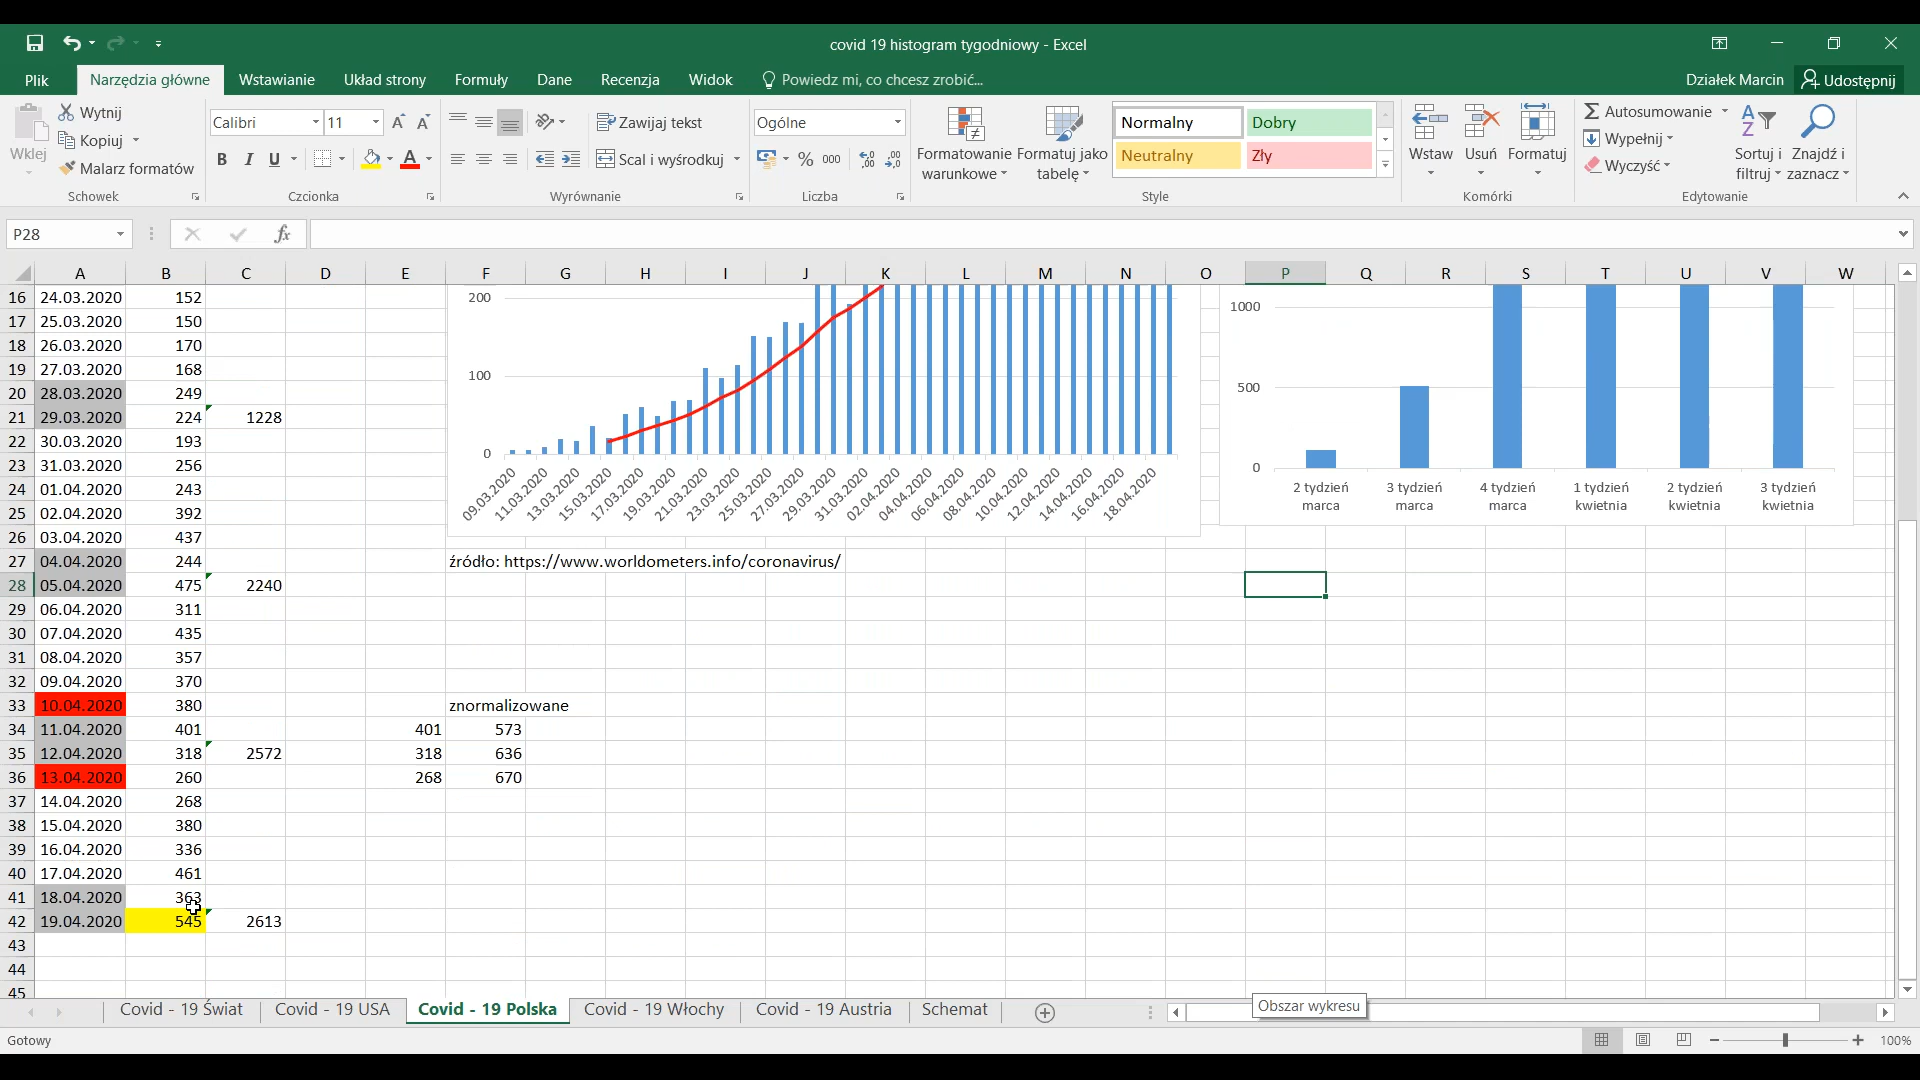 covid 19 histogram tygodniowy - Excel
Plik Narzędzia główne Wstawianie Układ strony Formuły Dane Recenzja Widok Powiedz mi, co chcesz zrobić... Działek Marcin Udostępnij
Wklej
Wytnij
Kopiuj
Malarz formatów
Schowek
Calibri 11
B I U A
Czcionka
Zawijaj tekst
Scal i wyśrodkuj
Wyrównanie
Ogólne
% 000
Liczba
Formatowanie warunkowe
Formatuj jako tabelę
Normalny Dobry
Neutralny Zły
Style
Wstaw Usuń Formatuj
Komórki
Autosumowanie
Wypełnij
Wyczyść
Sortuj i filtruj
Znajdź i zaznacz
Edytowanie
P28 fx
A B C D E F G H I J K L M N O P Q R S T U V W
16 24.03.2020 152
17 25.03.2020 150
18 26.03.2020 170
19 27.03.2020 168
20 28.03.2020 249
21 29.03.2020 224 1228
22 30.03.2020 193
23 31.03.2020 256
24 01.04.2020 243
25 02.04.2020 392
26 03.04.2020 437
27 04.04.2020 244
28 05.04.2020 475 2240
29 06.04.2020 311
30 07.04.2020 435
31 08.04.2020 357
32 09.04.2020 370
33 10.04.2020 380 znormalizowane
34 11.04.2020 401 401 573
35 12.04.2020 318 2572 318 636
36 13.04.2020 260 268 670
37 14.04.2020 268
38 15.04.2020 380
39 16.04.2020 336
40 17.04.2020 461
41 18.04.2020 363
42 19.04.2020 545 2613
43
44
45
200
100
0
09.03.2020 11.03.2020 13.03.2020 15.03.2020 17.03.2020 19.03.2020 21.03.2020 23.03.2020 25.03.2020 27.03.2020 29.03.2020 31.03.2020 02.04.2020 04.04.2020 06.04.2020 08.04.2020 10.04.2020 12.04.2020 14.04.2020 16.04.2020 18.04.2020
źródło: https://www.worldometers.info/coronavirus/
1000
500
0
2 tydzień 3 tydzień 4 tydzień 1 tydzień 2 tydzień 3 tydzień
marca marca marca kwietnia kwietnia kwietnia
Covid - 19 Świat Covid - 19 USA Covid - 19 Polska Covid - 19 Włochy Covid - 19 Austria Schemat
Obszar wykresu
Gotowy 100%